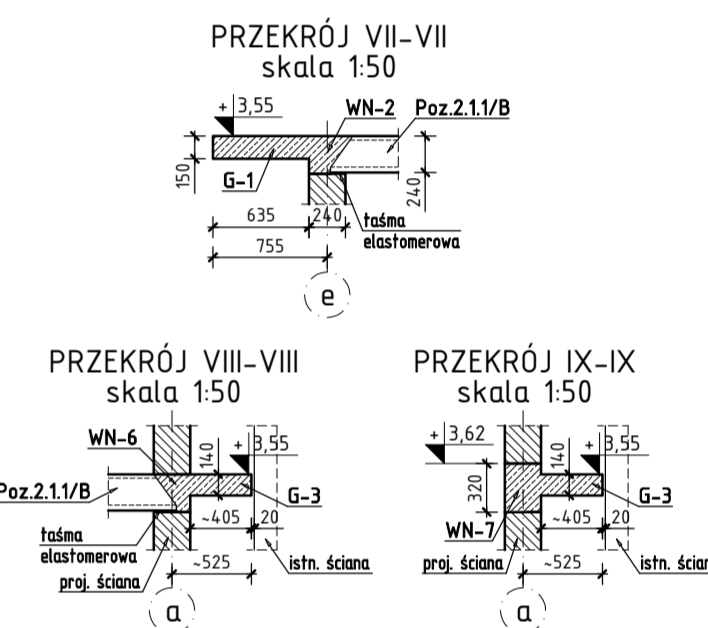 PRZEKRÓJ VII-VII
skala 1:50
+ 3,55
WN-2
Poz.2.1.1/B
150
G-1
240
635
240
taśma
elastomerowa
755
e
PRZEKRÓJ VIII-VIII
skala 1:50
WN-6
140
+ 3,55
Poz.2.1.1/B
G-3
~405
20
taśma
elastomerowa
proj. ściana
~525
istn. ściana
a
PRZEKRÓJ IX-IX
skala 1:50
+ 3,62
140
+ 3,55
320
G-3
WN-7
~405
20
proj. ściana
~525
istn. ścian
a